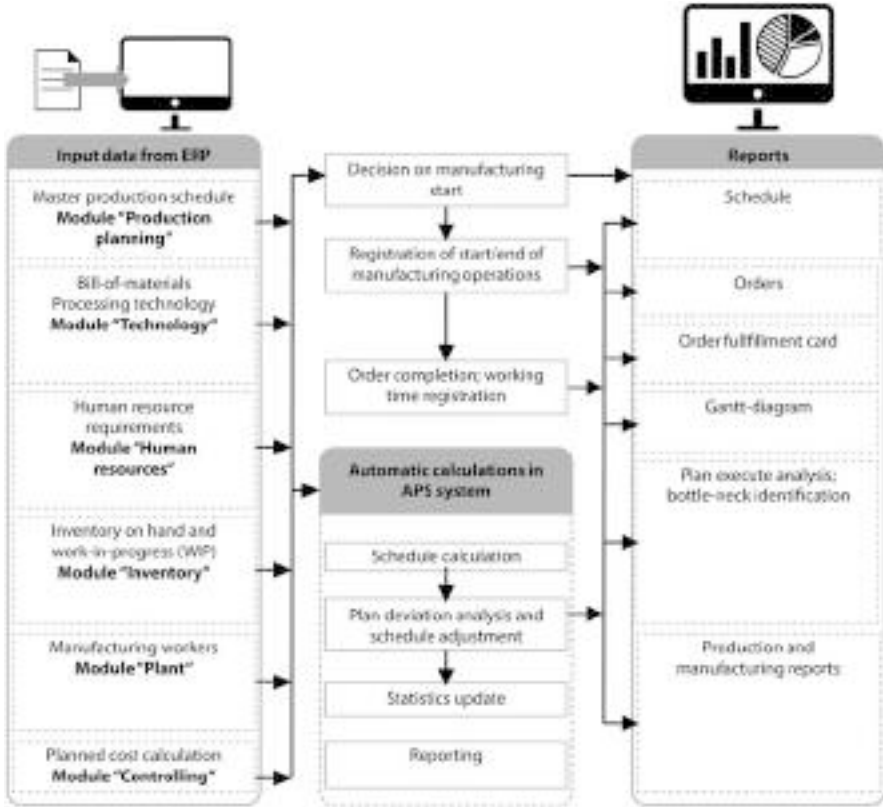 Input data from ERP
Master production schedule
Module "Production
planning"
Bill-of-materials
Processing technology
Module "Technology"
Human resource
requirements
Module "Human
resources"
Inventory on hand and
work-in-progress (WIP)
Module "Inventory"
Manufacturing workers
Module "Plant"
Planned cost calculation
Module "Controlling"
Decision on manufacturing
start
Registration of start/end of
manufacturing operations
Order completion; working
time registration
Automatic calculations in
APS system
Schedule calculation
Plan deviation analysis and
schedule adjustment
Statistics update
Reporting
Reports
Schedule
Orders
Order fullfillment card
Gantt-diagram
Plan execute analysis;
bottle-neck identification
Production and
manufacturing reports